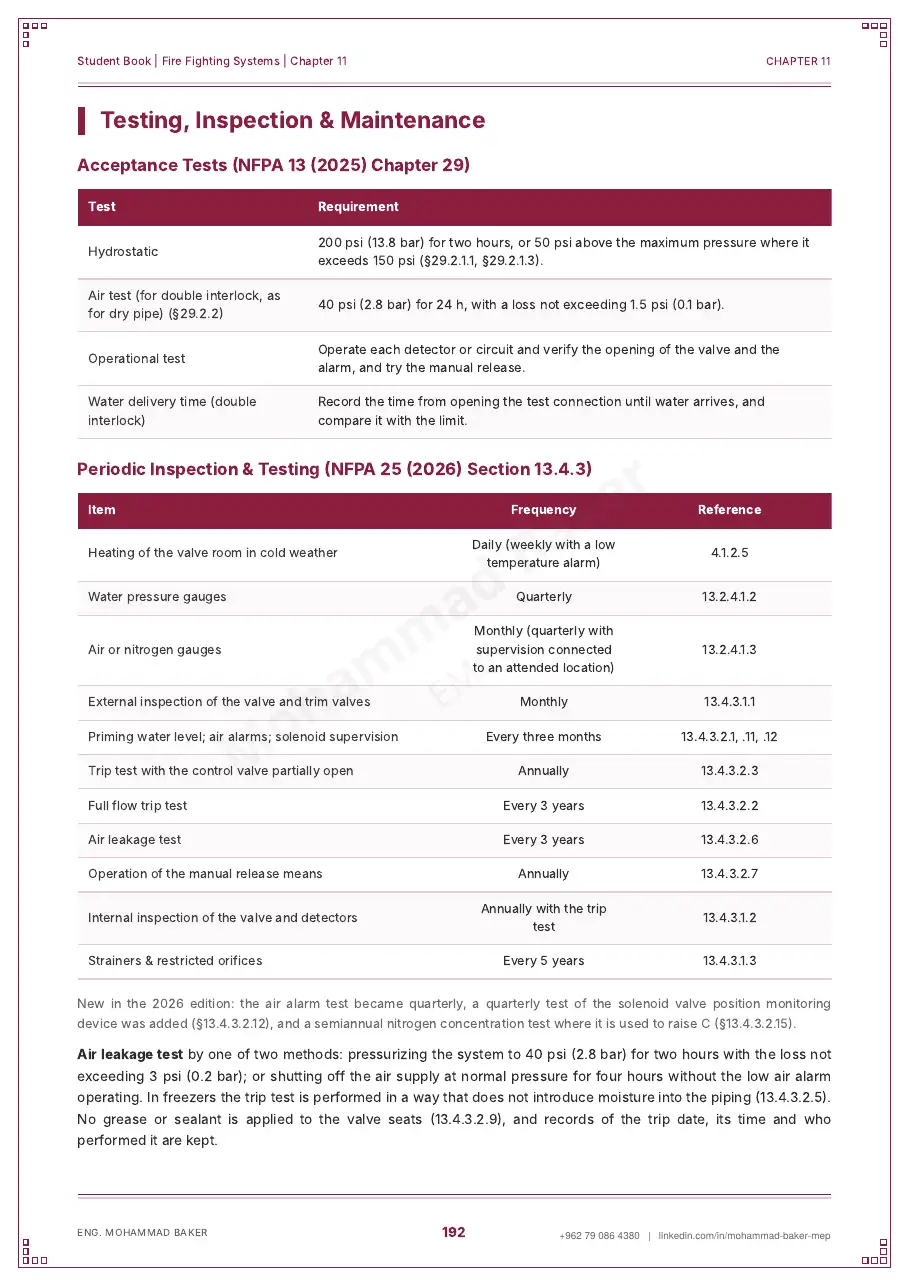 Student Book | Fire Fighting Systems | Chapter 11
CHAPTER 11
Testing, Inspection & Maintenance
Acceptance Tests (NFPA 13 (2025) Chapter 29)
Test Requirement
Hydrostatic
200 psi (13.8 bar) for two hours, or 50 psi above the maximum pressure where it
exceeds 150 psi (§29.2.1.1, §29.2.1.3).
Air test (for double interlock, as
for dry pipe) (§29.2.2)
40 psi (2.8 bar) for 24 h, with a loss not exceeding 1.5 psi (0.1 bar).
Operational test
Operate each detector or circuit and verify the opening of the valve and the
alarm, and try the manual release.
Water delivery time (double
interlock)
Record the time from opening the test connection until water arrives, and
compare it with the limit.
Periodic Inspection & Testing (NFPA 25 (2026) Section 13.4.3)
Item Frequency Reference
Heating of the valve room in cold weather
Daily (weekly with a low
temperature alarm)
4.1.2.5
Water pressure gauges Quarterly 13.2.4.1.2
Air or nitrogen gauges
Monthly (quarterly with
supervision connected
to an attended location)
13.2.4.1.3
External inspection of the valve and trim valves Monthly 13.4.3.1.1
Priming water level; air alarms; solenoid supervision Every three months 13.4.3.2.1, .11, .12
Trip test with the control valve partially open Annually 13.4.3.2.3
Full flow trip test Every 3 years 13.4.3.2.2
Air leakage test Every 3 years 13.4.3.2.6
Operation of the manual release means Annually 13.4.3.2.7
Internal inspection of the valve and detectors
Annually with the trip
test
13.4.3.1.2
Strainers & restricted orifices Every 5 years 13.4.3.1.3
New in the 2026 edition: the air alarm test became quarterly, a quarterly test of the solenoid valve position monitoring
device was added (§13.4.3.2.12), and a semiannual nitrogen concentration test where it is used to raise C (§13.4.3.2.15).
Air leakage test by one of two methods: pressurizing the system to 40 psi (2.8 bar) for two hours with the loss not
exceeding 3 psi (0.2 bar); or shutting off the air supply at normal pressure for four hours without the low air alarm
operating. In freezers the trip test is performed in a way that does not introduce moisture into the piping (13.4.3.2.5).
No grease or sealant is applied to the valve seats (13.4.3.2.9), and records of the trip date, its time and who
performed it are kept.
ENG. MOHAMMAD BAKER
192
+962 79 086 4380 | linkedin.com/in/mohammad-baker-mep
Mohammad